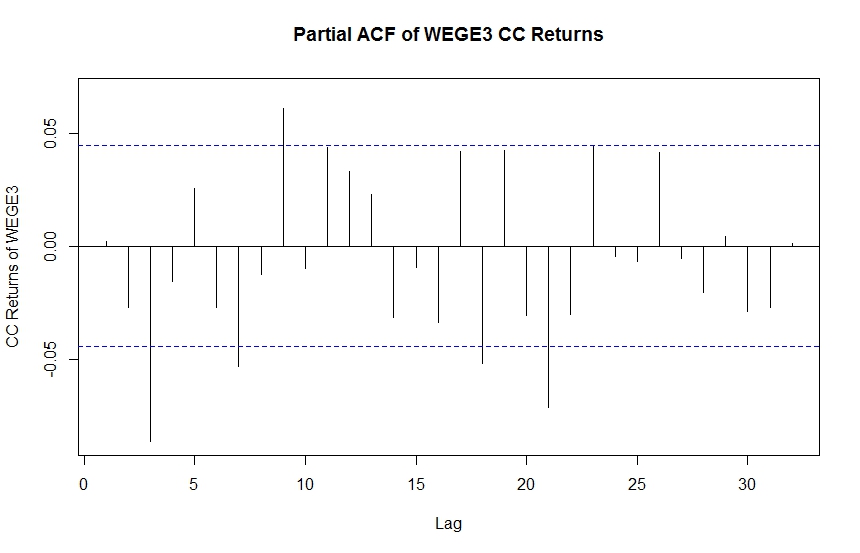 Partial ACF of WEGE3 CC Returns
CC Returns of WEGE3
0.05
0.00
-0.05
0 5 10 15 20 25 30
Lag